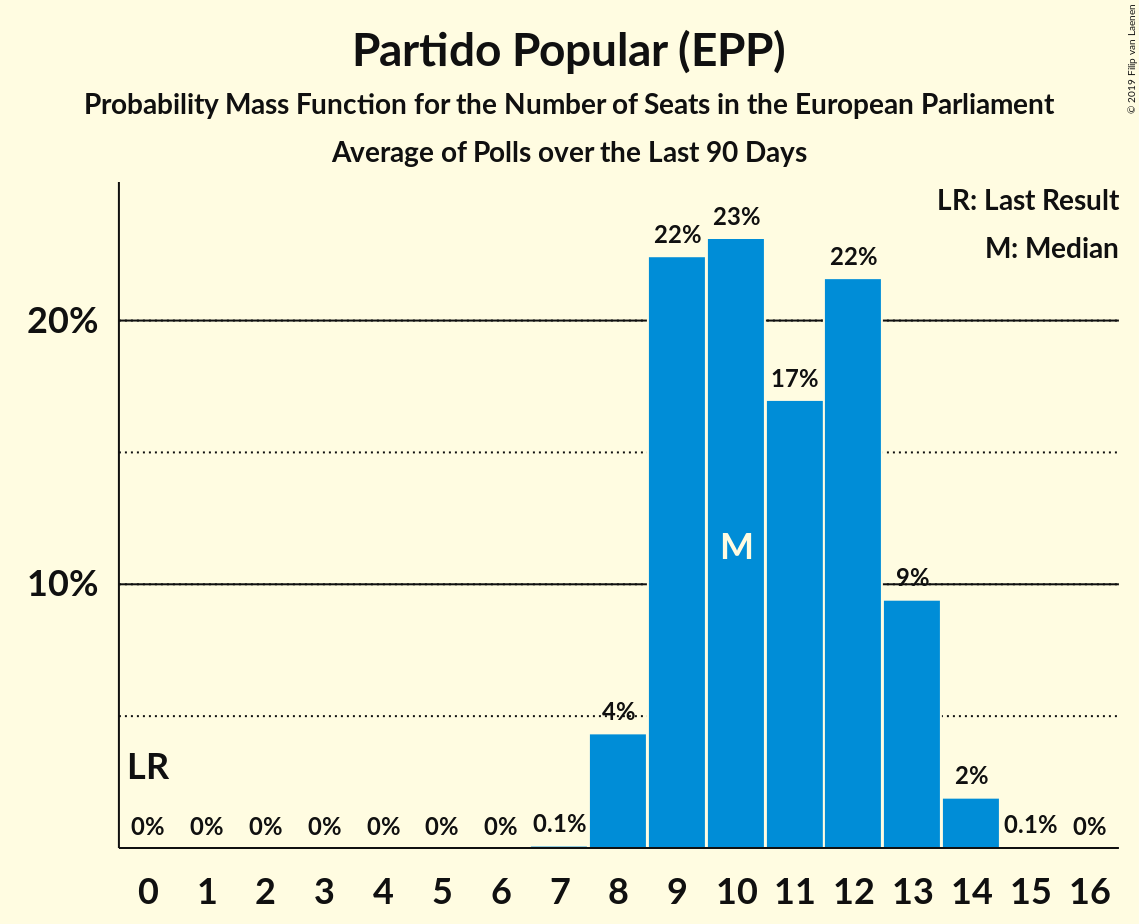 Partido Popular (EPP)
Probability Mass Function for the Number of Seats in the European Parliament
Average of Polls over the Last 90 Days
© 2019 Filip van Laenen
LR: Last Result
M: Median
23%
22%
22%
20%
17%
M
10%
9%
4%
LR
2%
0% 0% 0% 0% 0% 0% 0% 0.1% 0.1% 0%
0 1 2 3 4 5 6 7 8 9 10 11 12 13 14 15 16